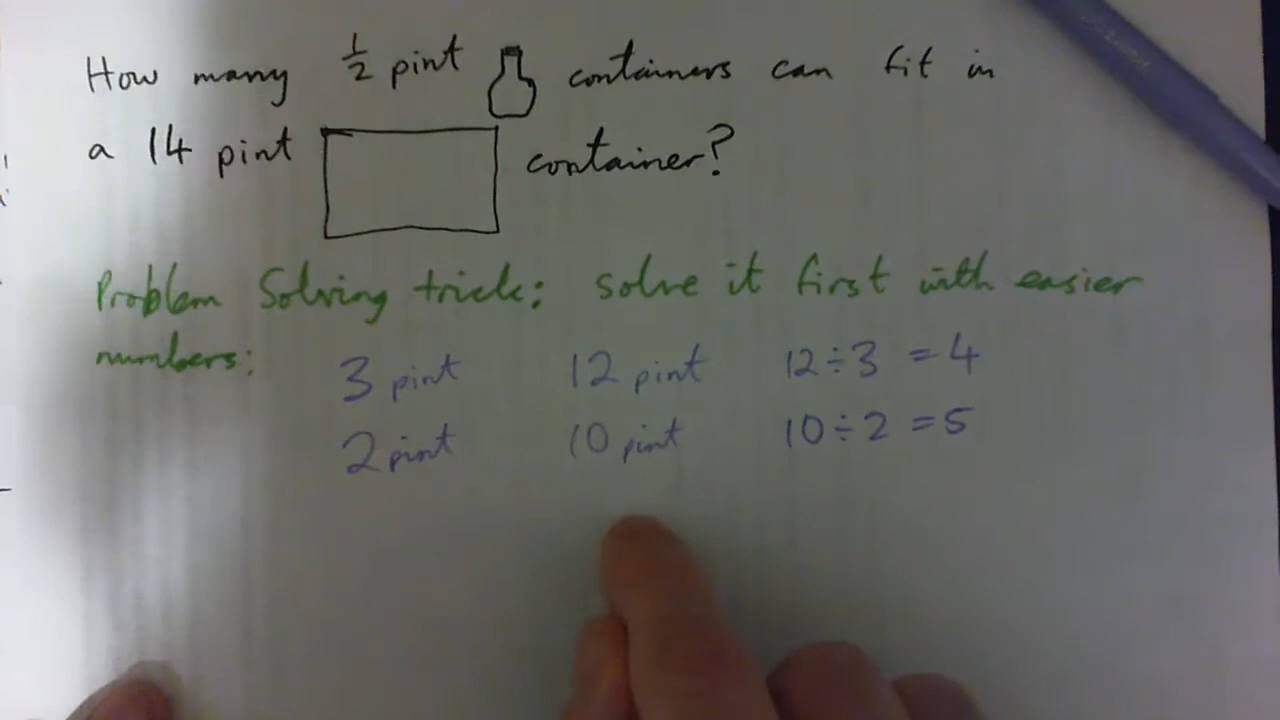 How many ½ pint containers can fit in
a 14 pint container?
Problem Solving trick: solve it first with easier
numbers:
3 pint 12 pint 12÷3 = 4
2 pint 10 pint 10÷2 = 5